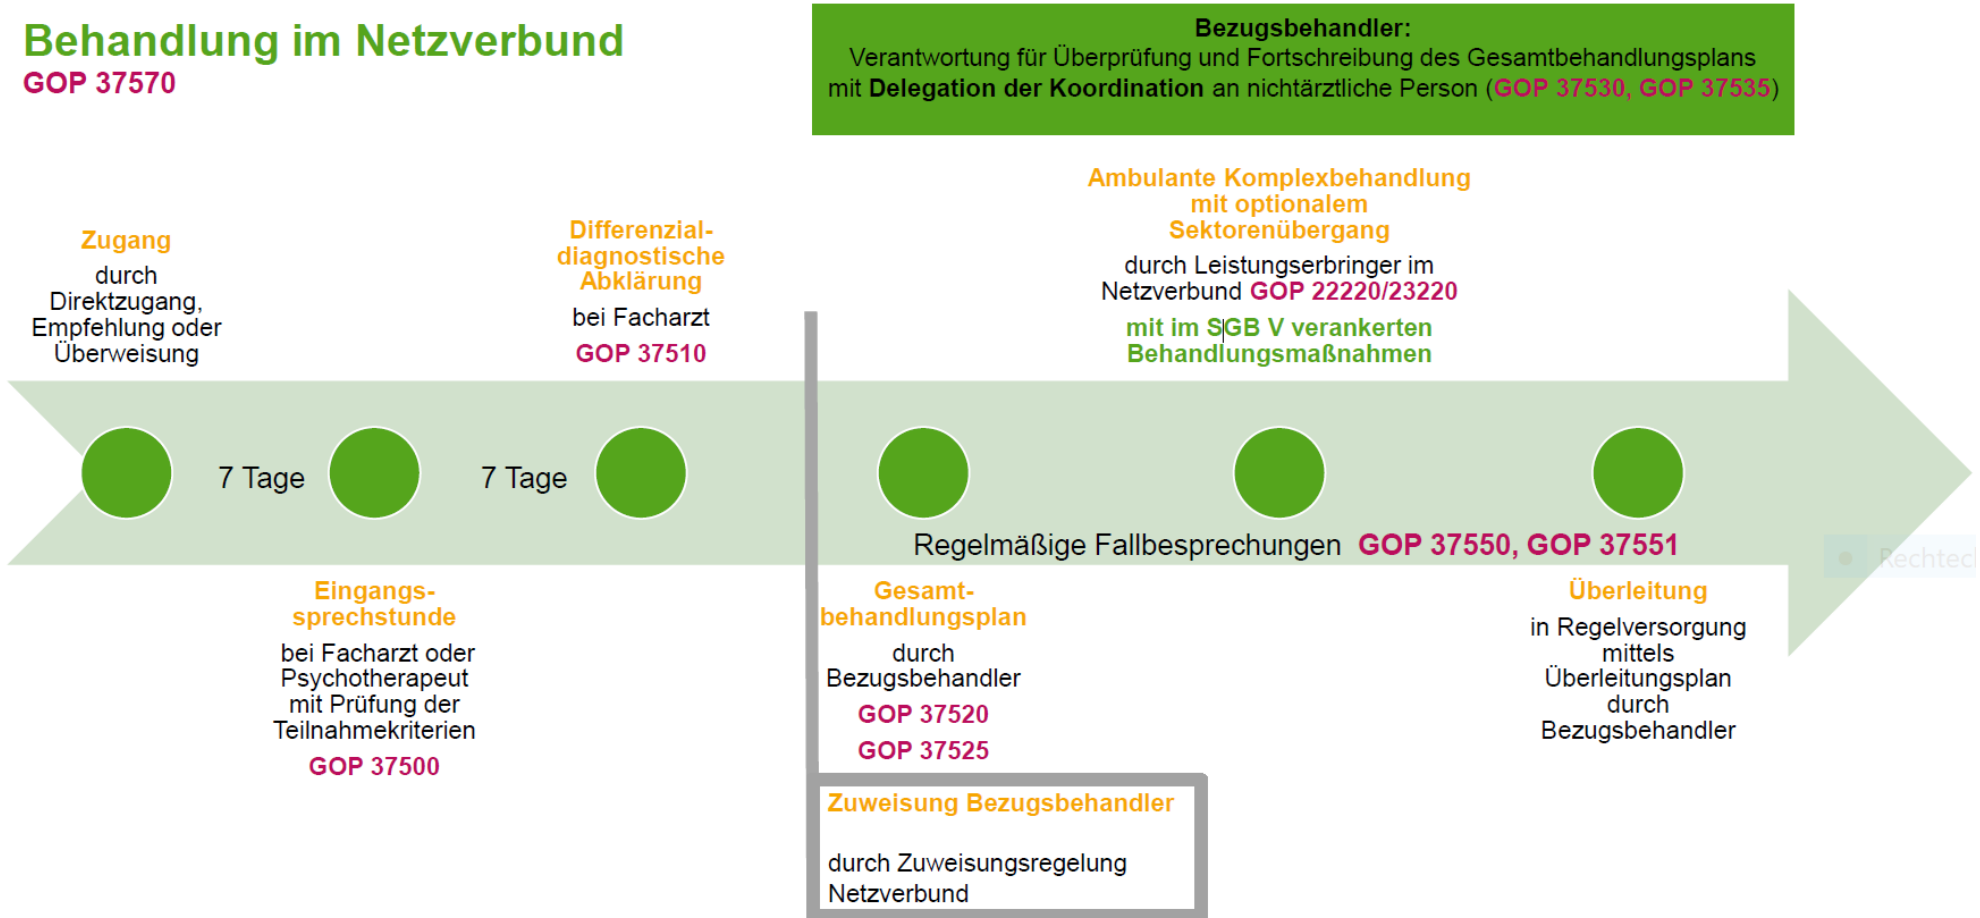 Behandlung im Netzverbund
GOP 37570
Bezugsbehandler:
Verantwortung für Überprüfung und Fortschreibung des Gesamtbehandlungsplans
mit Delegation der Koordination an nichtärztliche Person (GOP 37530, GOP 37535)
Zugang
durch
Direktzugang,
Empfehlung oder
Überweisung
Differenzial-
diagnostische
Abklärung
bei Facharzt
GOP 37510
Ambulante Komplexbehandlung
mit optionalem
Sektorenübergang
durch Leistungserbringer im
Netzverbund GOP 22220/23220
mit im SGB V verankerten
Behandlungsmaßnahmen
7 Tage
7 Tage
Regelmäßige Fallbesprechungen GOP 37550, GOP 37551
Eingangs-
sprechstunde
bei Facharzt oder
Psychotherapeut
mit Prüfung der
Teilnahmekriterien
GOP 37500
Gesamt-
behandlungsplan
durch
Bezugsbehandler
GOP 37520
GOP 37525
Zuweisung Bezugsbehandler
durch Zuweisungsregelung
Netzverbund
Überleitung
in Regelversorgung
mittels
Überleitungsplan
durch
Bezugsbehandler